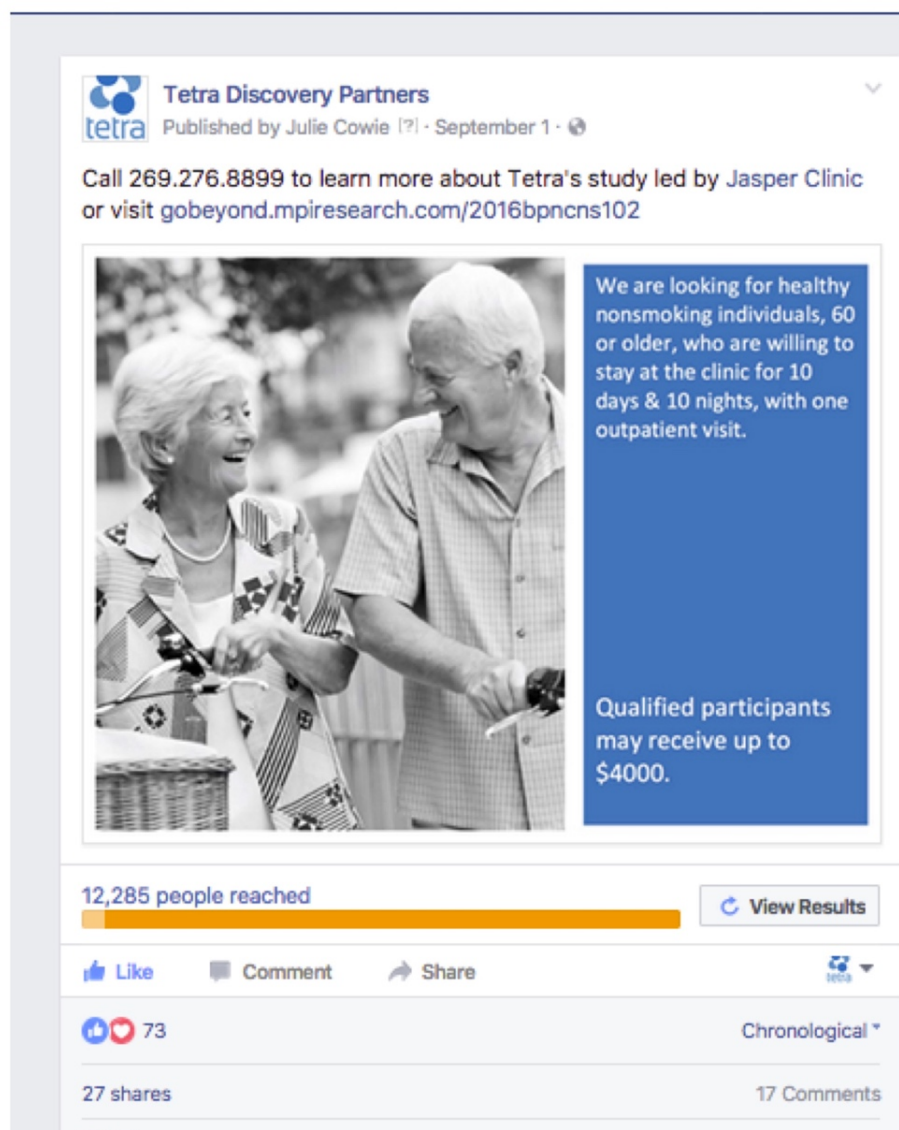 tetra
Tetra Discovery Partners
Published by Julie Cowie [?] · September 1 ·
Call 269.276.8899 to learn more about Tetra's study led by Jasper Clinic
or visit gobeyond.mpiresearch.com/2016bpncns102
We are looking for healthy
nonsmoking individuals, 60
or older, who are willing to
stay at the clinic for 10
days & 10 nights, with one
outpatient visit.
Qualified participants
may receive up to
$4000.
12,285 people reached
View Results
Like
Comment
Share
tetra
73
Chronological
27 shares
17 Comments